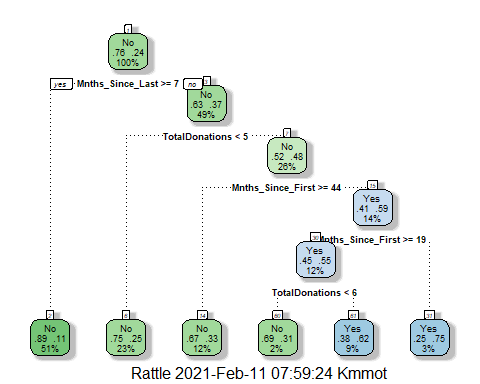 1
No
.76 .24
100%
yes Mnths_Since_Last >= 7 no
3
No
.63 .37
49%
TotalDonations < 5
7
No
.52 .48
26%
Mnths_Since_First >= 44
15
Yes
.41 .59
14%
30
Mnths_Since_First >= 19
Yes
.45 .55
12%
TotalDonations < 6
2
No
.89 .11
51%
6
No
.75 .25
23%
14
No
.67 .33
12%
60
No
.69 .31
2%
61
Yes
.38 .62
9%
31
Yes
.25 .75
3%
Rattle 2021-Feb-11 07:59:24 Kmmot